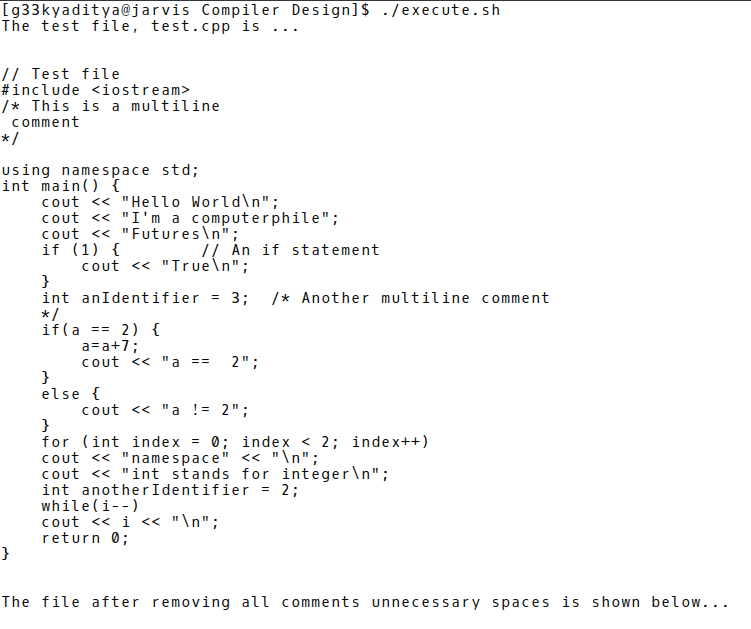 [g33kyaditya@jarvis Compiler Design]$ ./execute.sh
The test file, test.cpp is ...
// Test file
#include <iostream>
/* This is a multiline
 comment
*/
using namespace std;
int main() {
    cout << "Hello World\n";
    cout << "I'm a computerphile";
    cout << "Futures\n";
    if (1) {        // An if statement
        cout << "True\n";
    }
    int anIdentifier = 3;  /* Another multiline comment
    */
    if(a == 2) {
        a=a+7;
        cout << "a ==  2";
    }
    else {
        cout << "a != 2";
    }
    for (int index = 0; index < 2; index++)
    cout << "namespace" << "\n";
    cout << "int stands for integer\n";
    int anotherIdentifier = 2;
    while(i--)
    cout << i << "\n";
    return 0;
}
The file after removing all comments unnecessary spaces is shown below...